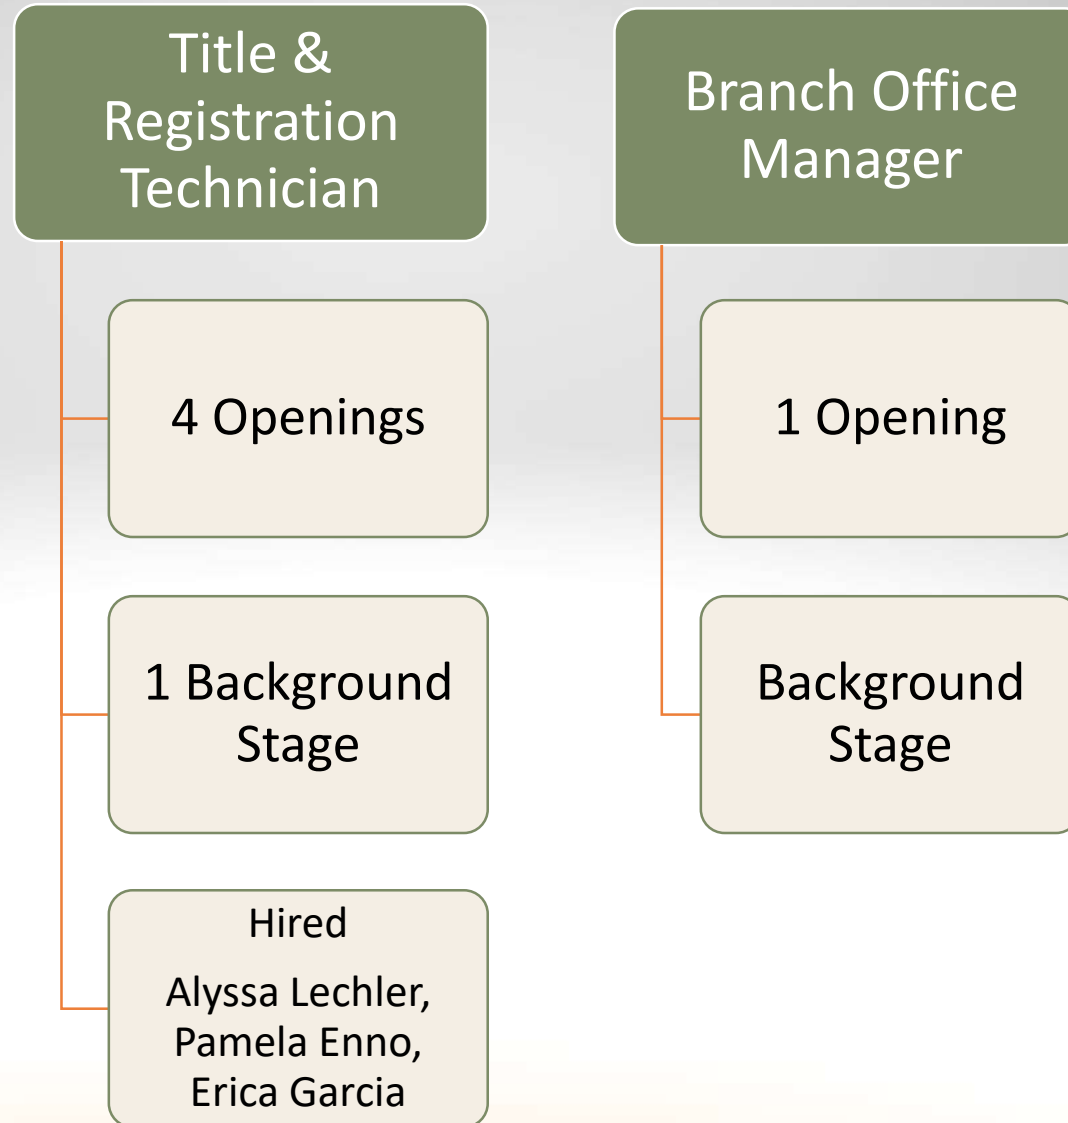 Title &
Registration
Technician
4 Openings
1 Background
Stage
Hired
Alyssa Lechler,
Pamela Enno,
Erica Garcia
Branch Office
Manager
1 Opening
Background
Stage